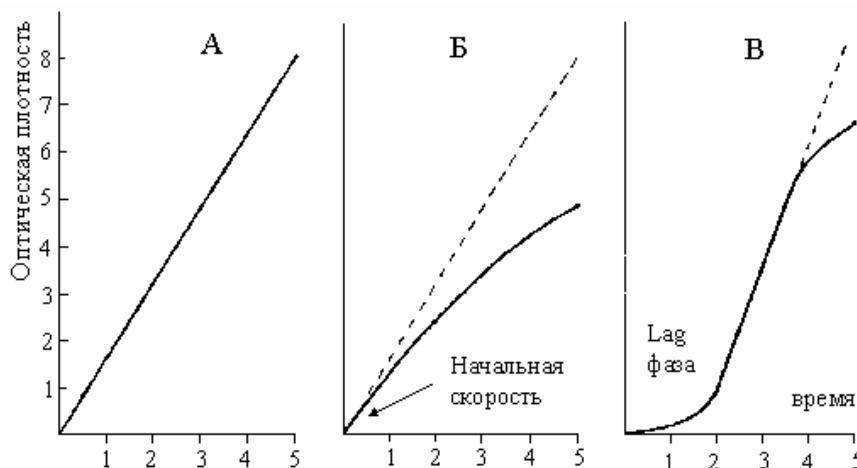 А
Б
В
Оптическая плотность
8
7
6
5
4
3
2
1
Начальная
скорость
Lag
фаза
время
1 2 3 4 5
1 2 3 4 5
1 2 3 4 5